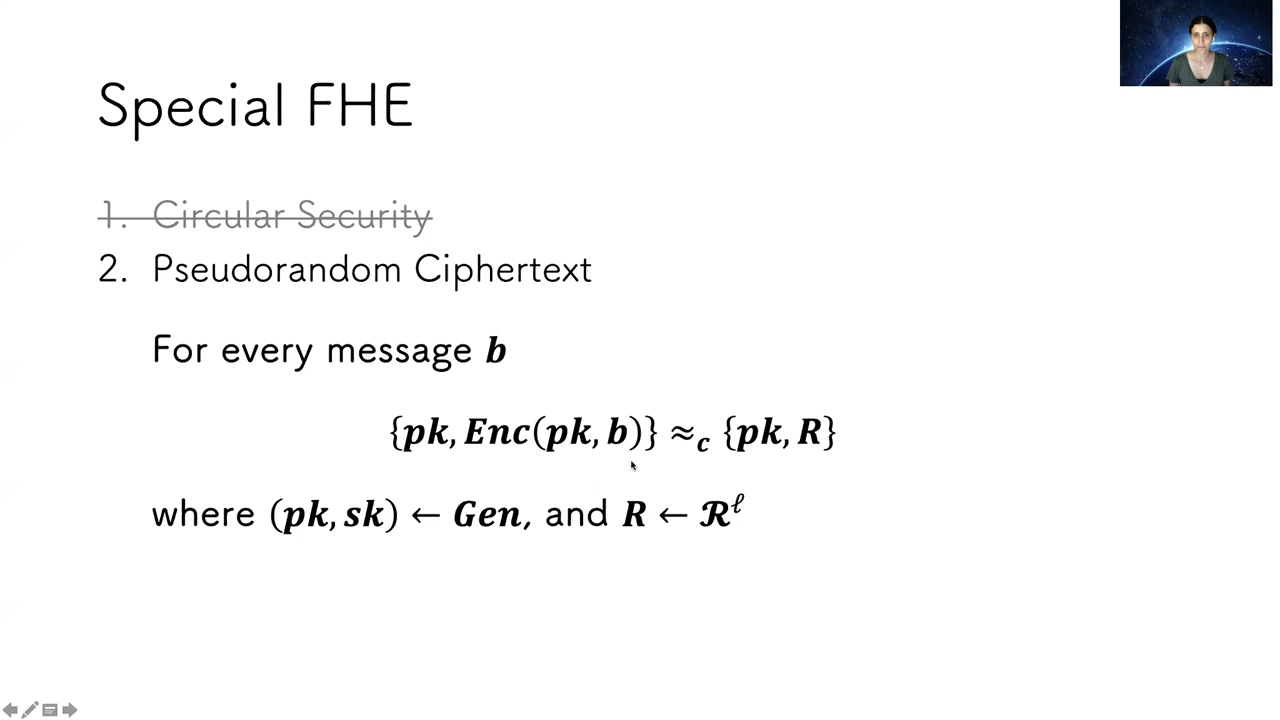 Special FHE
1. Circular Security
2. Pseudorandom Ciphertext
For every message b
{pk, Enc(pk, b)} ≈c {pk, R}
where (pk, sk) ← Gen, and R ← ℛ^ℓ